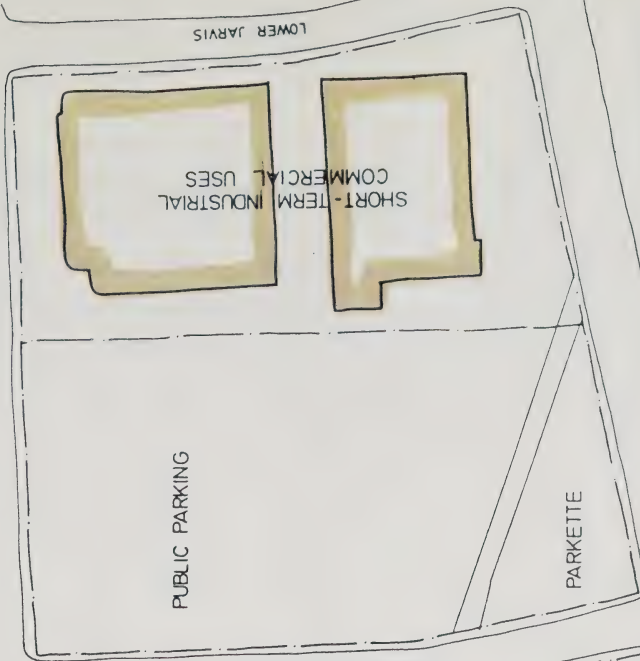 LOWER JARVIS
SHORT-TERM INDUSTRIAL
COMMERCIAL USES
PUBLIC PARKING
PARKETTE